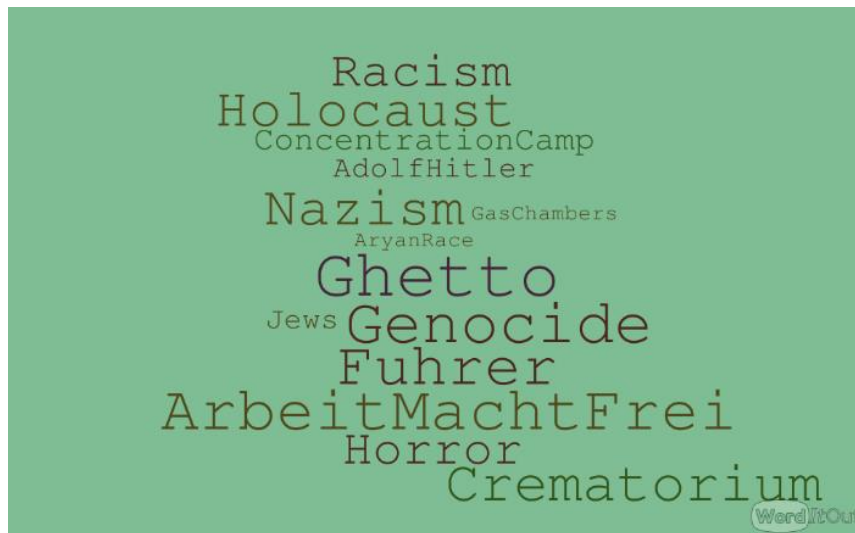 Racism
Holocaust
ConcentrationCamp
AdolfHitler
Nazism GasChambers
AryanRace
Ghetto
Jews Genocide
Fuhrer
ArbeitMachtFrei
Horror
Crematorium
WordItOut